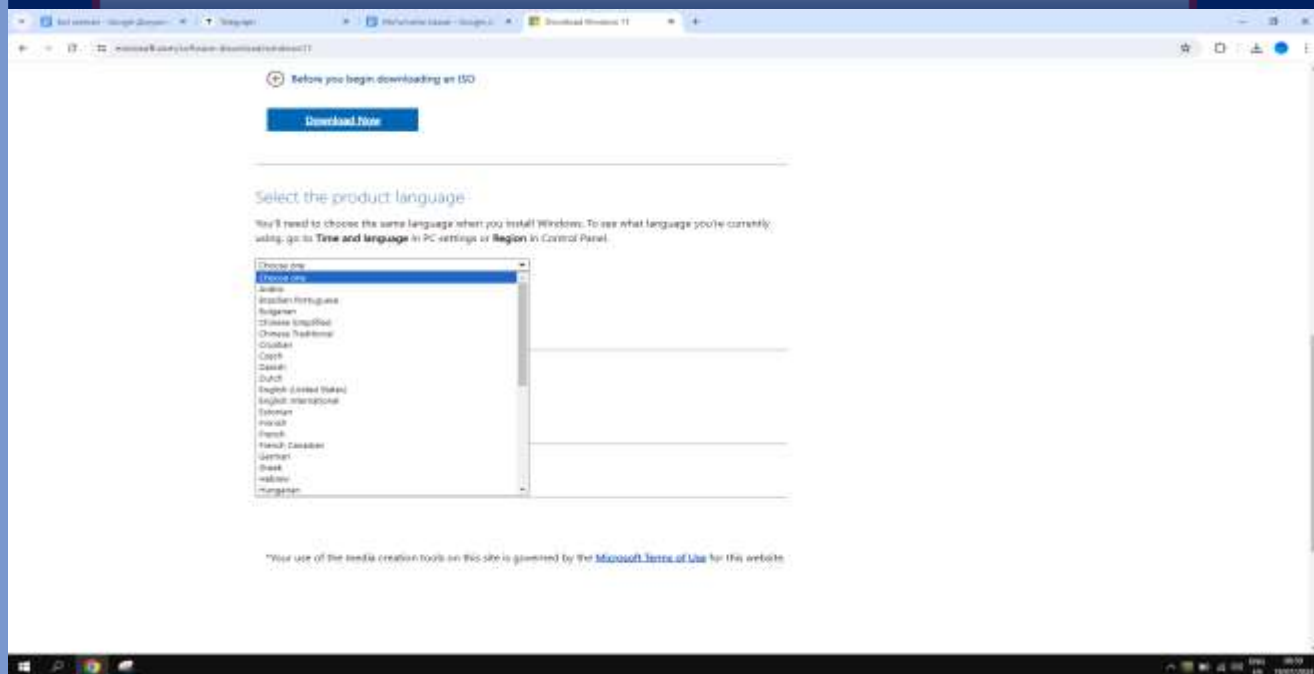 Download Windows 11
Before you begin downloading an ISO
Download Now
Select the product language
You'll need to choose the same language when you install Windows. To see what language you're currently
using, go to Time and language in PC settings or Region in Control Panel.
Choose one
Choose one
Arabic
Brazilian Portuguese
Bulgarian
Chinese Simplified
Chinese Traditional
Croatian
Czech
Danish
Dutch
English (United States)
English International
Estonian
Finnish
French
French Canadian
German
Greek
Hebrew
Hungarian
*Your use of the media creation tools on this site is governed by the Microsoft Terms of Use for this website.
ENG